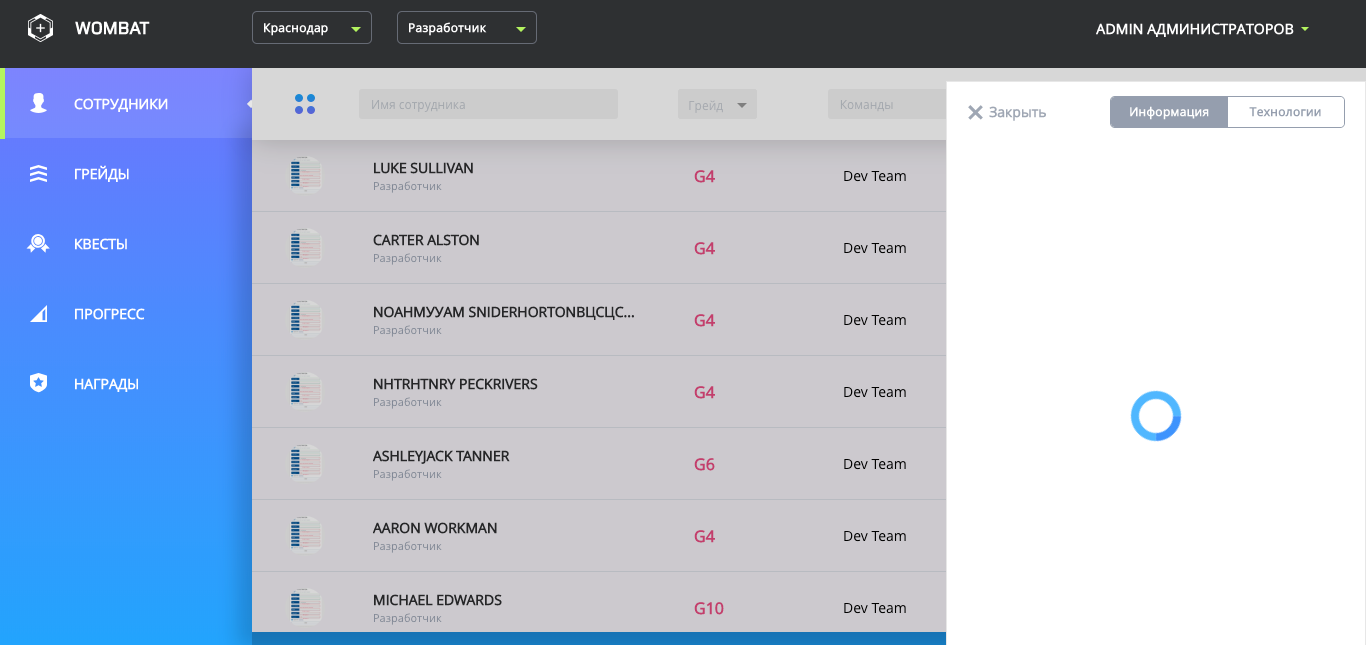 WOMBAT
Краснодар
Разработчик
ADMIN АДМИНИСТРАТОРОВ
СОТРУДНИКИ
ГРЕЙДЫ
КВЕСТЫ
ПРОГРЕСС
НАГРАДЫ
Имя сотрудника
Грейд
Команды
LUKE SULLIVAN
Разработчик
G4
Dev Team
CARTER ALSTON
Разработчик
G4
Dev Team
NOAHМУУАМ SNIDERHORTONВЦСЦС...
Разработчик
G4
Dev Team
NHTRHTNRY PECKRIVERS
Разработчик
G4
Dev Team
ASHLEYJACK TANNER
Разработчик
G6
Dev Team
AARON WORKMAN
Разработчик
G4
Dev Team
MICHAEL EDWARDS
Разработчик
G10
Dev Team
Закрыть
Информация
Технологии